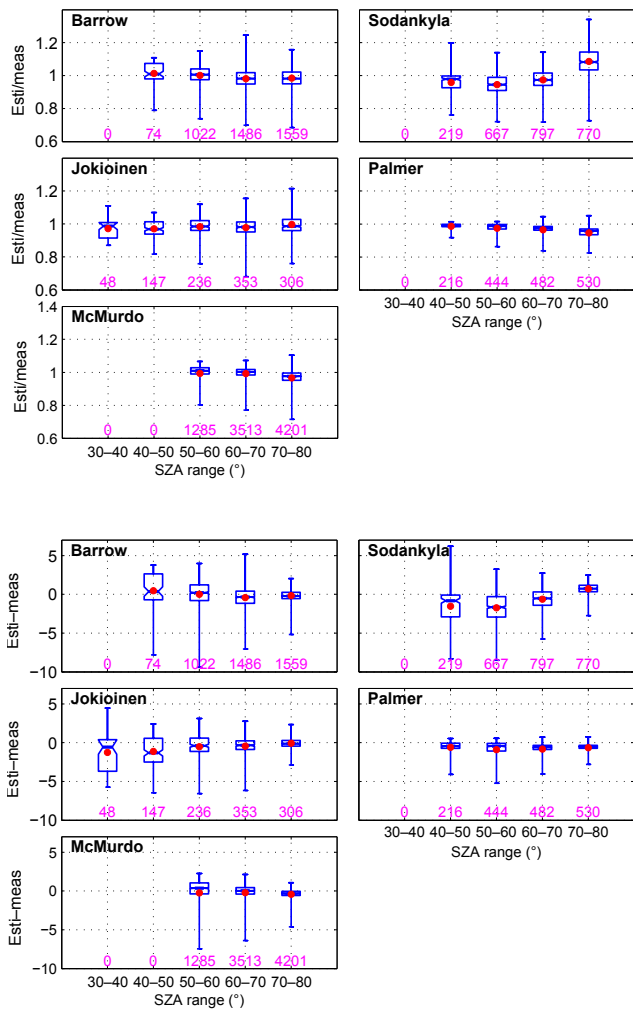 Barrow
Sodankyla
Esti/meas
1.2
1
0.8
0.6
0 74 1022 1486 1559
0 219 667 797 770
Jokioinen
Palmer
Esti/meas
1.2
1
0.8
0.6
48 147 236 353 306
0 216 444 482 530
McMurdo
30–40 40–50 50–60 60–70 70–80
SZA range (°)
Esti/meas
1.2
1
0.8
0.6
0 0 1285 3513 4201
30–40 40–50 50–60 60–70 70–80
SZA range (°)
Barrow
Sodankyla
Esti–meas
5
0
−5
−10
0 74 1022 1486 1559
0 219 667 797 770
Jokioinen
Palmer
Esti–meas
5
0
−5
−10
48 147 236 353 306
0 216 444 482 530
McMurdo
30–40 40–50 50–60 60–70 70–80
SZA range (°)
Esti–meas
5
0
−5
−10
0 0 1285 3513 4201
30–40 40–50 50–60 60–70 70–80
SZA range (°)